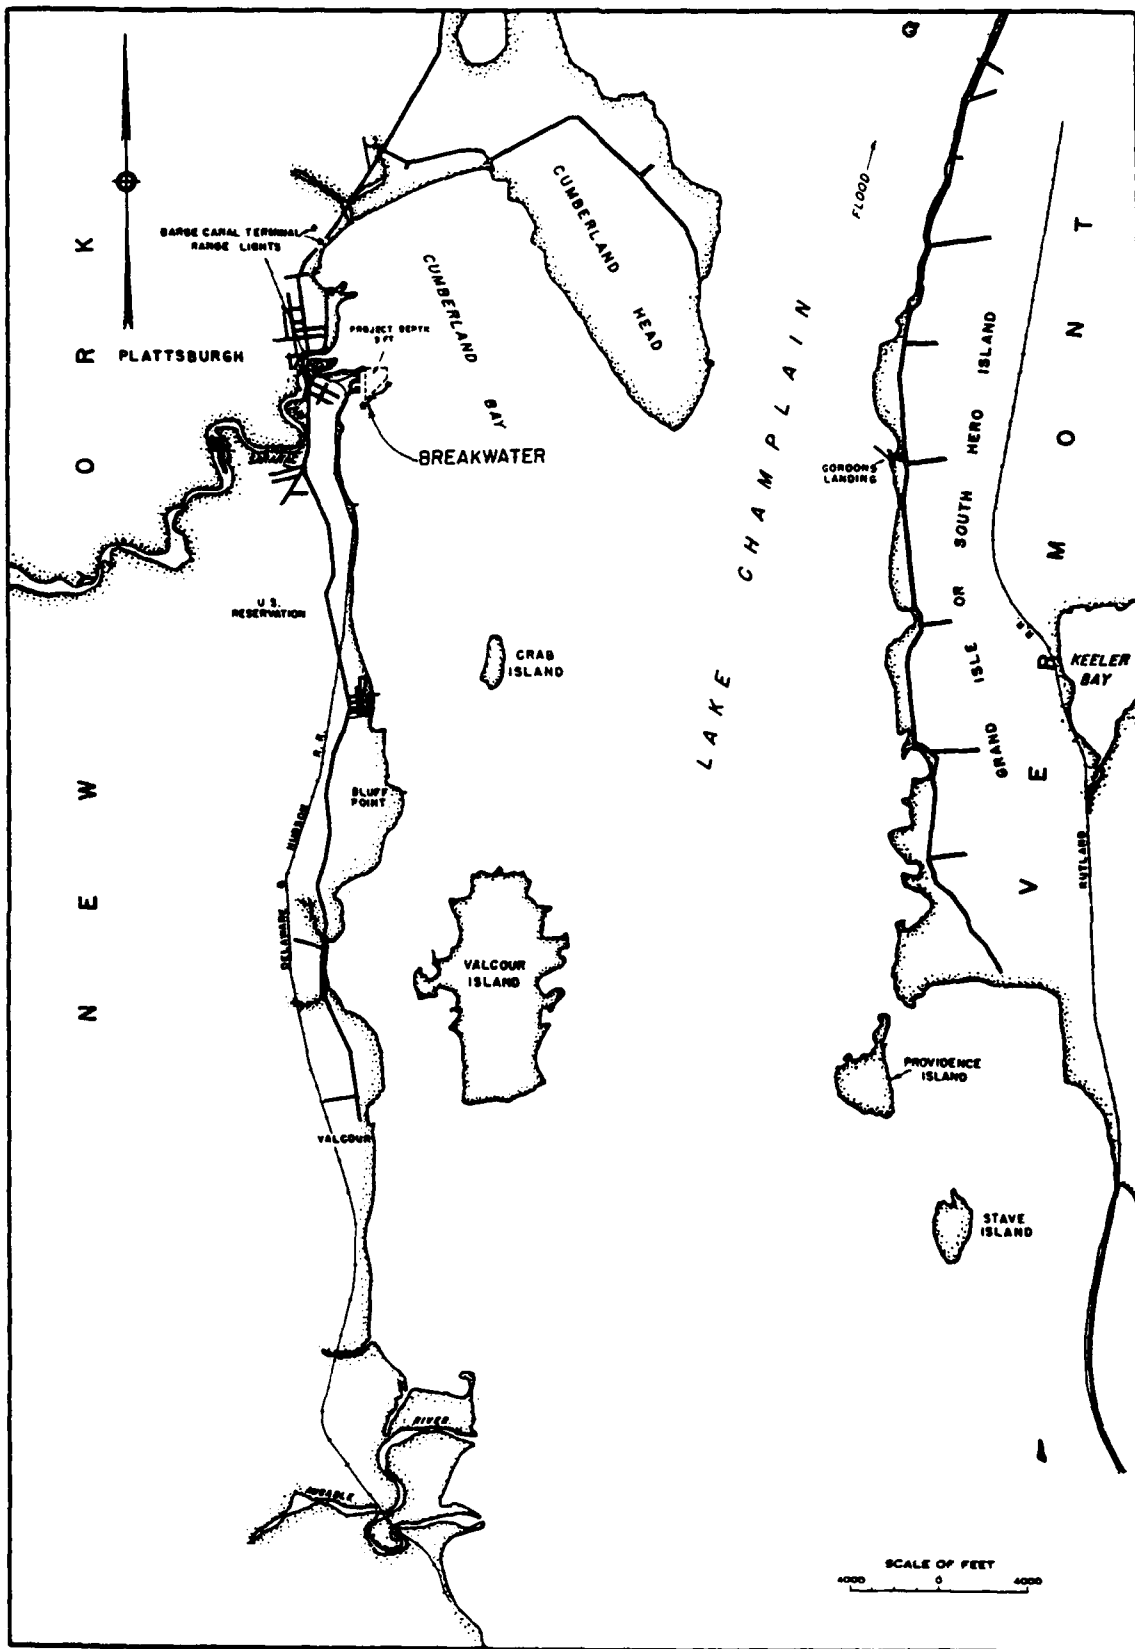 NEW YORK
BARGE CANAL TERMINAL
RANGE LIGHTS
PLATTSBURGH
PROJECT DEPTH
9 FT.
CUMBERLAND BAY
CUMBERLAND HEAD
BREAKWATER
FLOOD
LAKE CHAMPLAIN
GORDONS
LANDING
GRAND ISLE OR SOUTH HERO ISLAND
VERMONT
KEELER
BAY
U.S.
RESERVATION
CRAB
ISLAND
R. R.
BLUFF
POINT
HUDSON
DELAWARE
RUTLAND
VALCOUR
ISLAND
PROVIDENCE
ISLAND
VALCOUR
STAVE
ISLAND
RIVER
AUSABLE
SCALE OF FEET
4000 0 4000